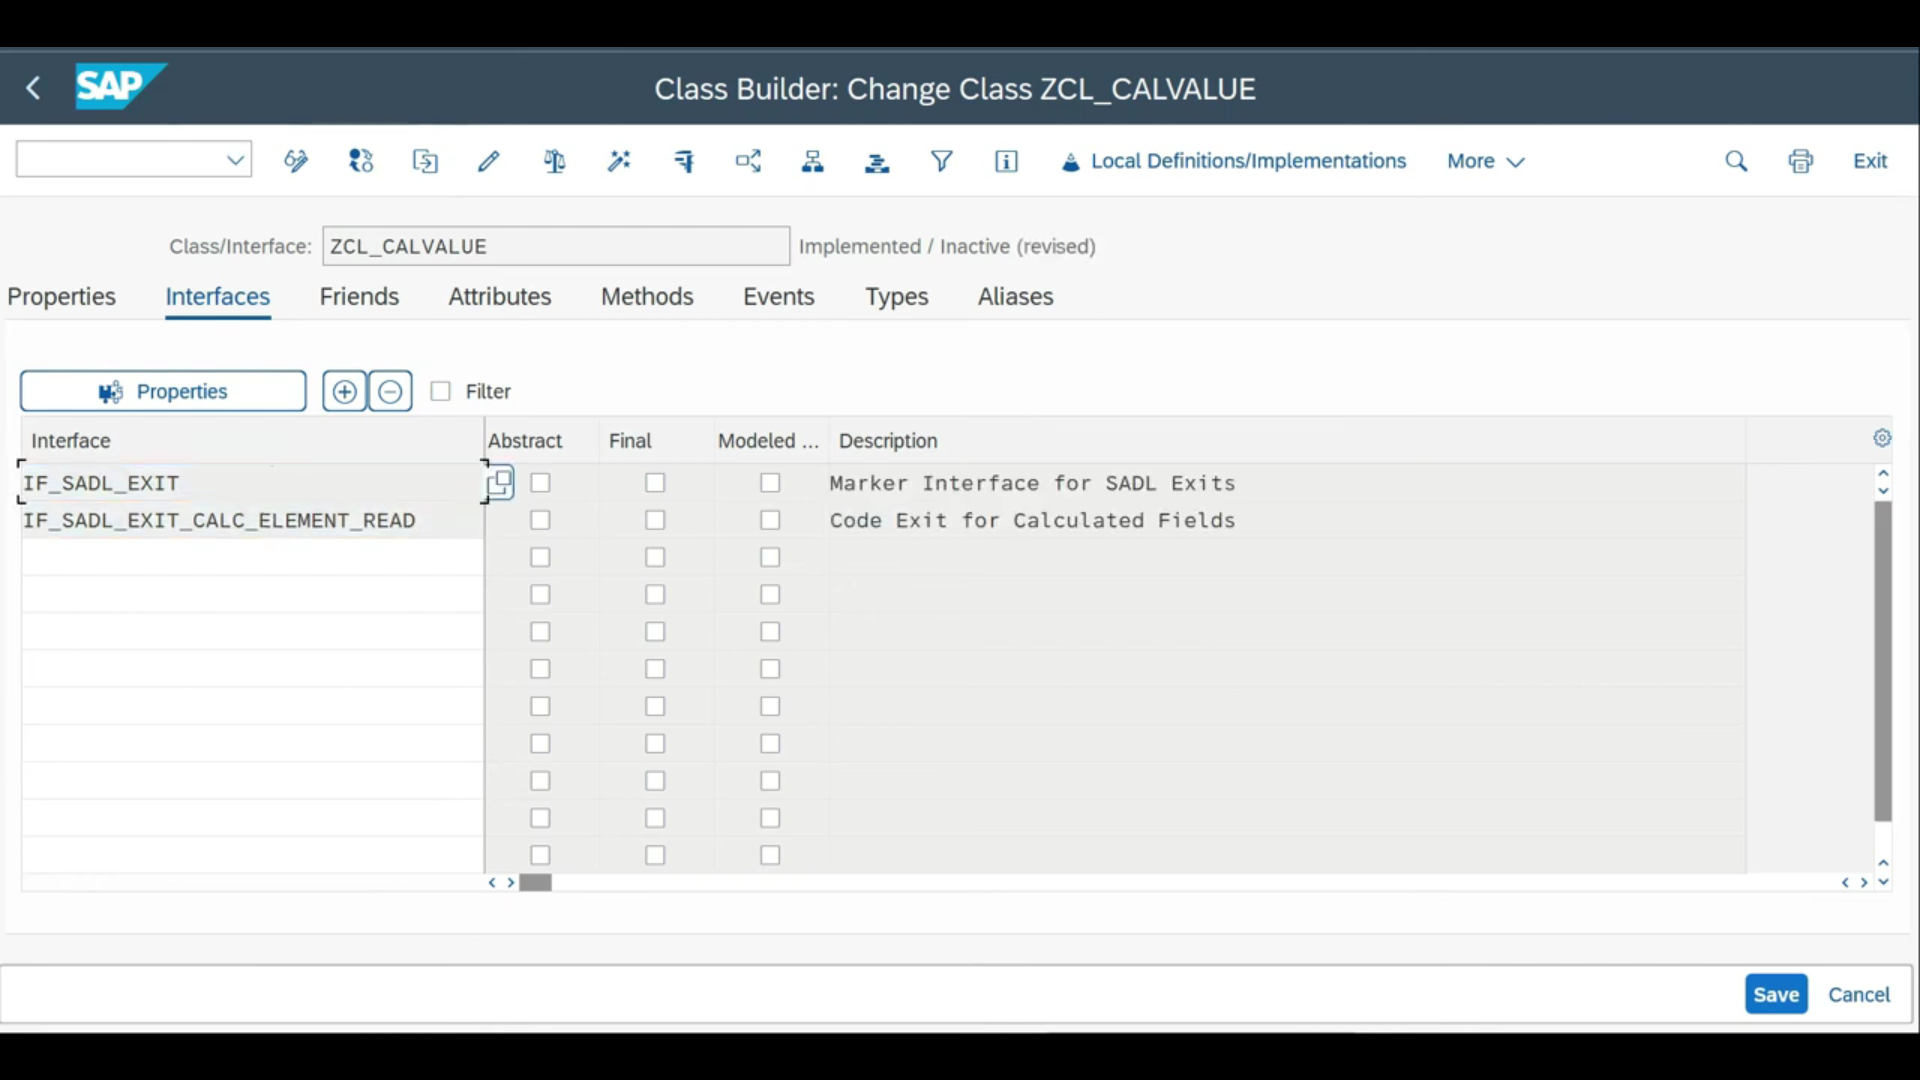 SAP
Class Builder: Change Class ZCL_CALVALUE
Local Definitions/Implementations
More
Exit
Class/Interface: ZCL_CALVALUE Implemented / Inactive (revised)
Properties Interfaces Friends Attributes Methods Events Types Aliases
Properties Filter
Interface Abstract Final Modeled ... Description
IF_SADL_EXIT Marker Interface for SADL Exits
IF_SADL_EXIT_CALC_ELEMENT_READ Code Exit for Calculated Fields
Save Cancel